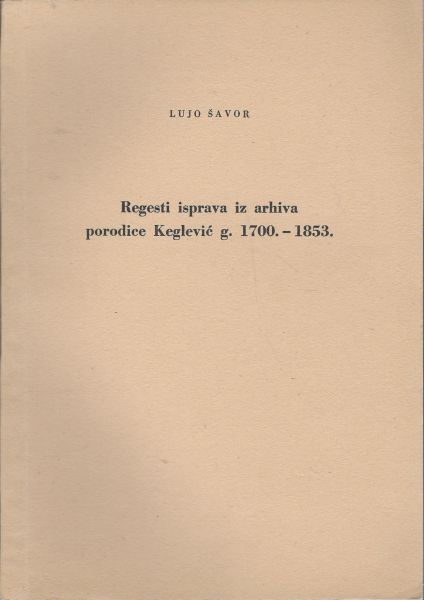 LUJO ŠAVOR
Regesti isprava iz arhiva
porodice Keglević g. 1700. – 1853.